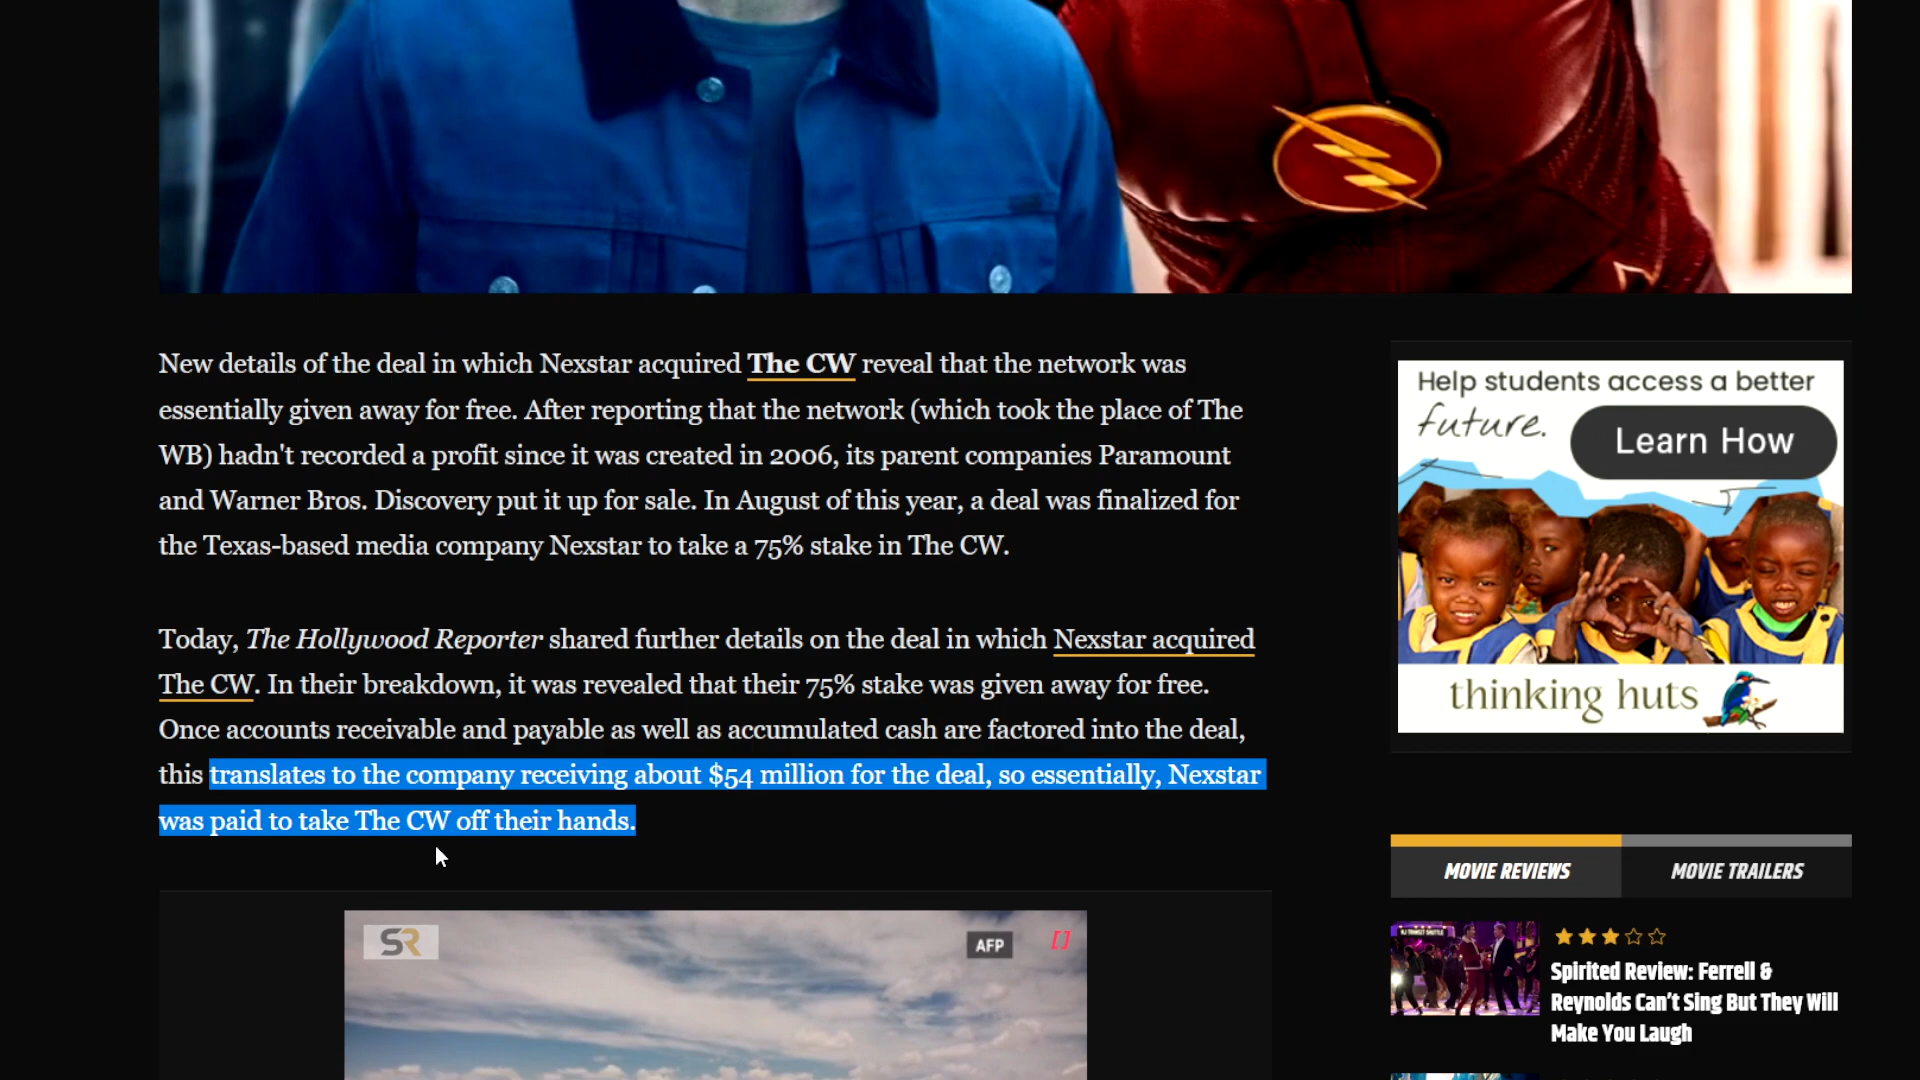 New details of the deal in which Nexstar acquired The CW reveal that the network was
essentially given away for free. After reporting that the network (which took the place of The
WB) hadn't recorded a profit since it was created in 2006, its parent companies Paramount
and Warner Bros. Discovery put it up for sale. In August of this year, a deal was finalized for
the Texas-based media company Nexstar to take a 75% stake in The CW.
Today, The Hollywood Reporter shared further details on the deal in which Nexstar acquired
The CW. In their breakdown, it was revealed that their 75% stake was given away for free.
Once accounts receivable and payable as well as accumulated cash are factored into the deal,
this translates to the company receiving about $54 million for the deal, so essentially, Nexstar
was paid to take The CW off their hands.
SR
AFP
Help students access a better
future.
Learn How
thinking huts
MOVIE REVIEWS
MOVIE TRAILERS
NJ TRANSIT SHUTTLE
Spirited Review: Ferrell &
Reynolds Can't Sing But They Will
Make You Laugh